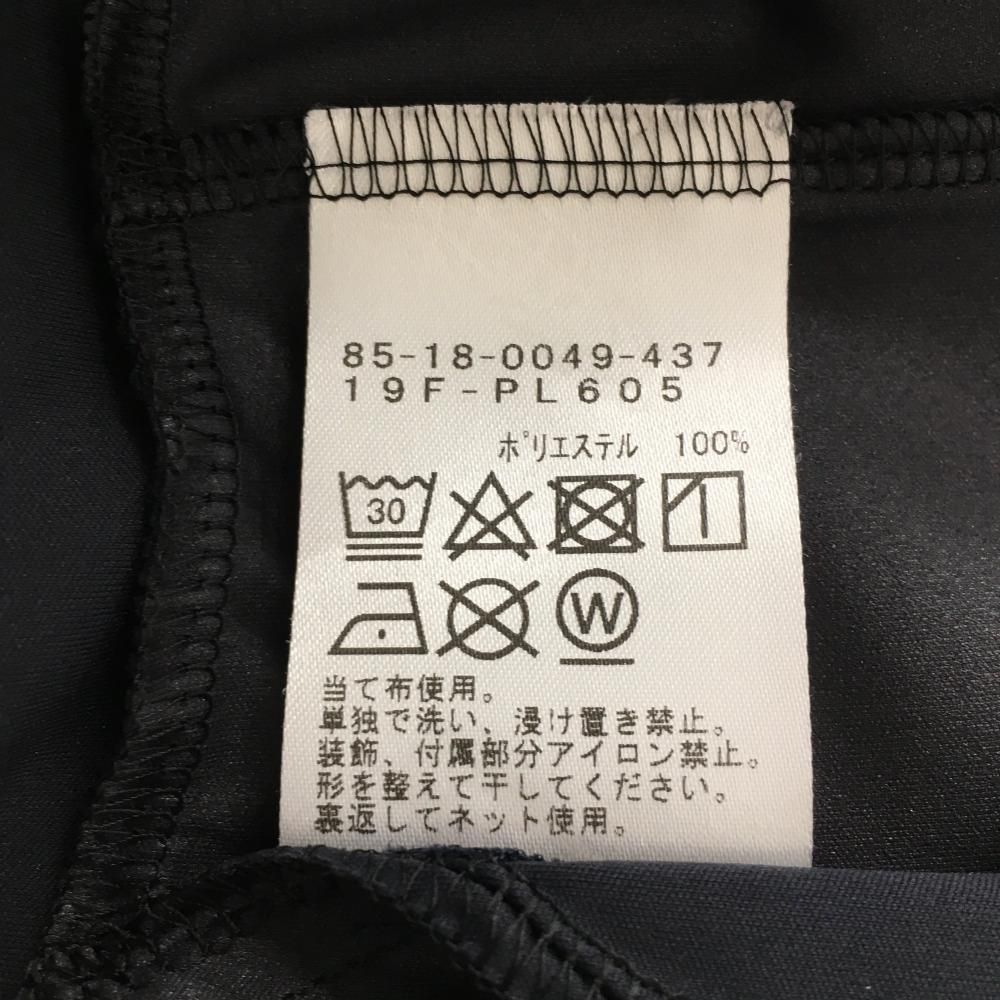 85-18-0049-437
19F-PL605
ポリエステル 100%
30
W
当て布使用。
単独で洗い、浸け置き禁止。
装飾、付属部分アイロン禁止。
形を整えて干してください。
裏返してネット使用。